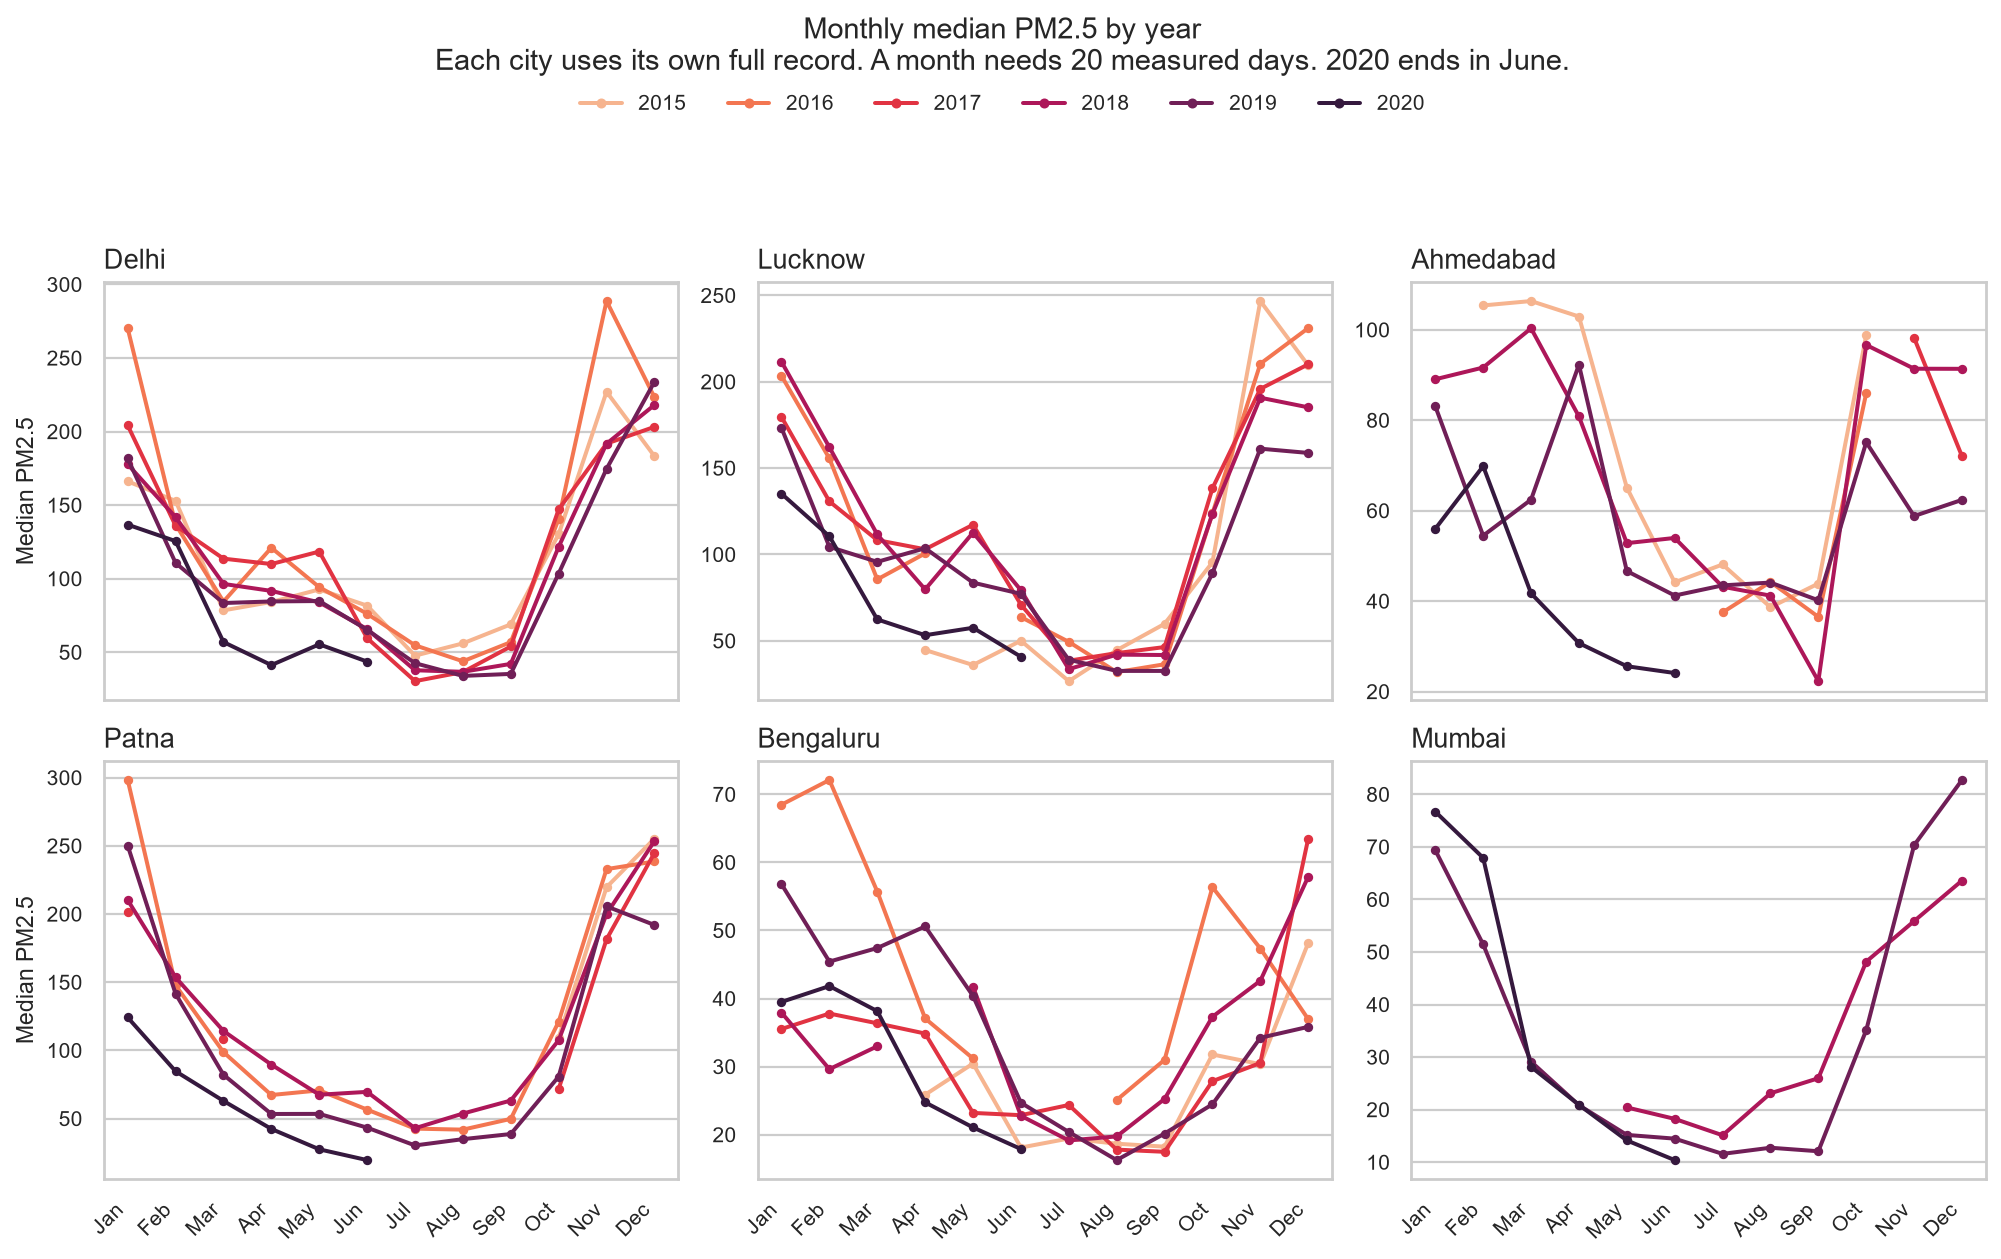 Monthly median PM2.5 by year
Each city uses its own full record. A month needs 20 measured days. 2020 ends in June.
2015 2016 2017 2018 2019 2020
Delhi
300
250
200
150
100
50
Median PM2.5
Lucknow
250
200
150
100
50
Ahmedabad
100
80
60
40
20
Patna
300
250
200
150
100
50
Median PM2.5
Jan Feb Mar Apr May Jun Jul Aug Sep Oct Nov Dec
Bengaluru
70
60
50
40
30
20
Jan Feb Mar Apr May Jun Jul Aug Sep Oct Nov Dec
Mumbai
80
70
60
50
40
30
20
10
Jan Feb Mar Apr May Jun Jul Aug Sep Oct Nov Dec